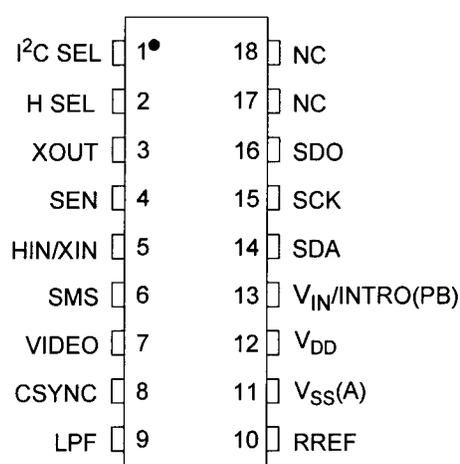 I²C SEL 1 18 NC
H SEL 2 17 NC
XOUT 3 16 SDO
SEN 4 15 SCK
HIN/XIN 5 14 SDA
SMS 6 13 V_IN/INTRO(PB)
VIDEO 7 12 V_DD
CSYNC 8 11 V_SS(A)
LPF 9 10 RREF